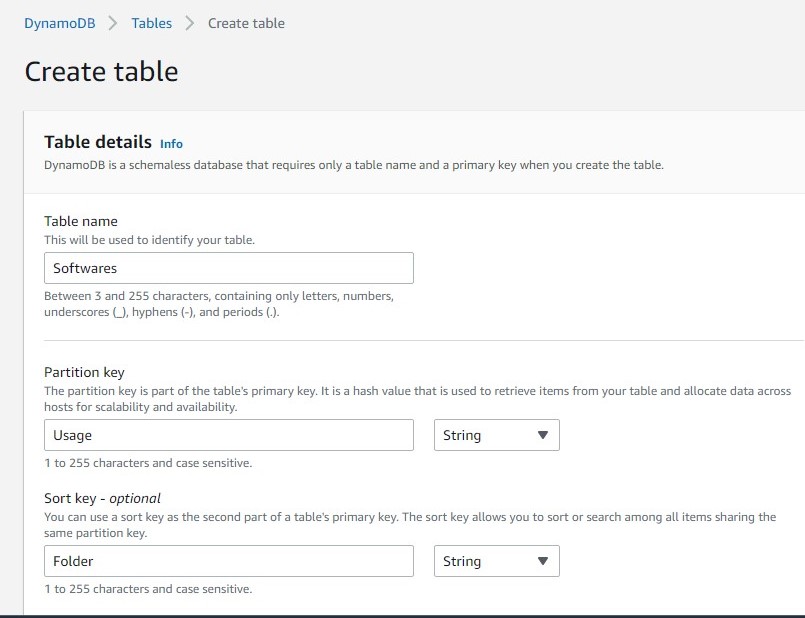 DynamoDB > Tables > Create table
Create table
Table details Info
DynamoDB is a schemaless database that requires only a table name and a primary key when you create the table.
Table name
This will be used to identify your table.
Softwares
Between 3 and 255 characters, containing only letters, numbers,
underscores (_), hyphens (-), and periods (.).
Partition key
The partition key is part of the table's primary key. It is a hash value that is used to retrieve items from your table and allocate data across
hosts for scalability and availability.
Usage String
1 to 255 characters and case sensitive.
Sort key - optional
You can use a sort key as the second part of a table's primary key. The sort key allows you to sort or search among all items sharing the
same partition key.
Folder String
1 to 255 characters and case sensitive.